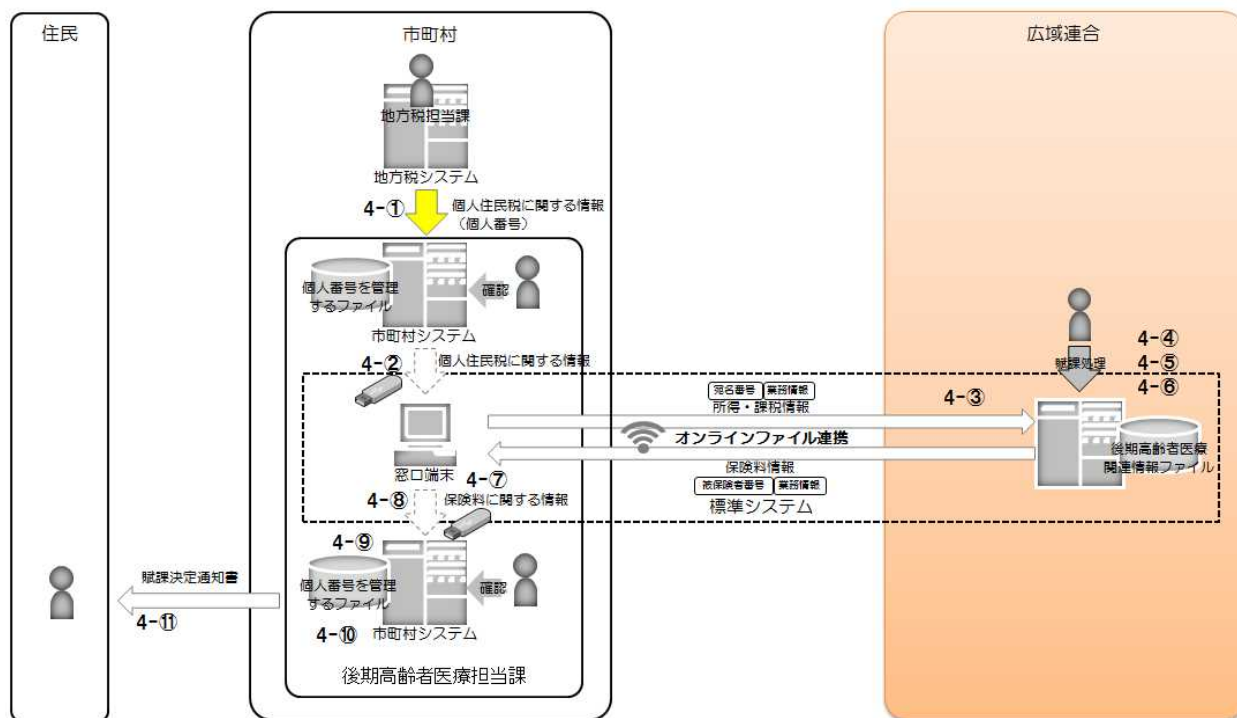 住民
市町村
広域連合
地方税担当課
地方税システム
4-①
個人住民税に関する情報
（個人番号）
個人番号を管理
するファイル
確認
市町村システム
4-②
個人住民税に関する情報
宛名番号
業務情報
所得・課税情報
4-③
4-④
4-⑤
4-⑥
賦課処理
オンラインファイル連携
後期高齢者医療
関連情報ファイル
窓口端末
4-⑦
保険料情報
被保険者番号
業務情報
標準システム
4-⑧
保険料に関する情報
4-⑨
個人番号を管理
するファイル
確認
4-⑩
市町村システム
賦課決定通知書
4-⑪
後期高齢者医療担当課